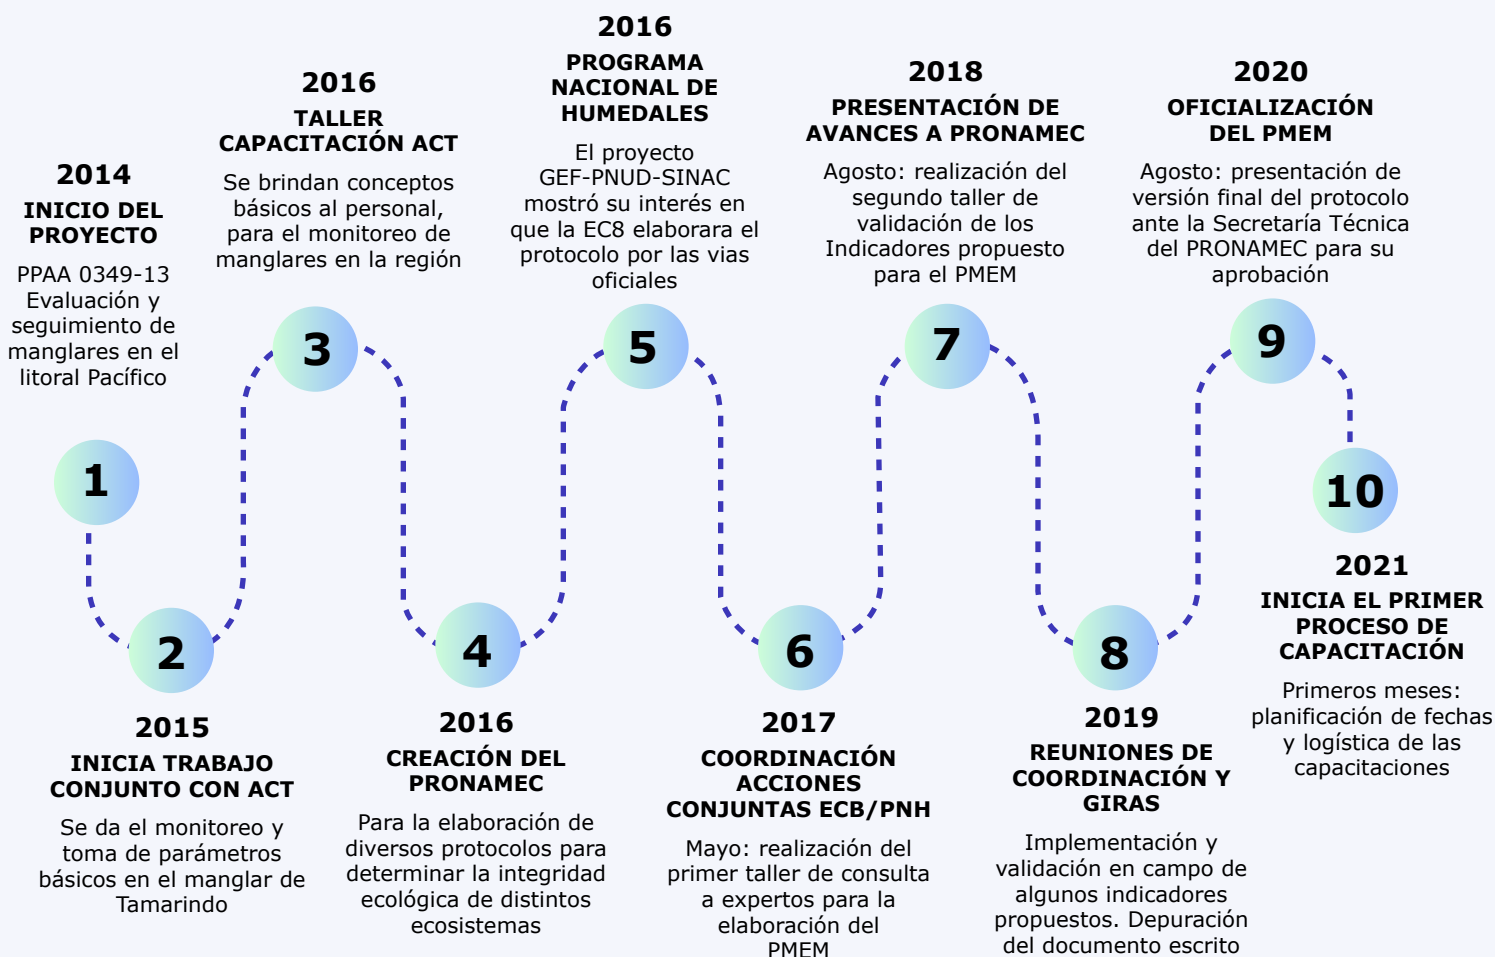 1
2014
INICIO DEL
PROYECTO
PPAA 0349-13
Evaluación y
seguimiento de
manglares en el
litoral Pacífico
2
2015
INICIA TRABAJO
CONJUNTO CON ACT
Se da el monitoreo y
toma de parámetros
básicos en el manglar de
Tamarindo
2016
TALLER
CAPACITACIÓN ACT
Se brindan conceptos
básicos al personal,
para el monitoreo de
manglares en la región
3
4
2016
CREACIÓN DEL
PRONAMEC
Para la elaboración de
diversos protocolos para
determinar la integridad
ecológica de distintos
ecosistemas
2016
PROGRAMA
NACIONAL DE
HUMEDALES
El proyecto
GEF-PNUD-SINAC
mostró su interés en
que la EC8 elaborara el
protocolo por las vias
oficiales
5
6
2017
COORDINACIÓN
ACCIONES
CONJUNTAS ECB/PNH
Mayo: realización del
primer taller de consulta
a expertos para la
elaboración del
PMEM
2018
PRESENTACIÓN DE
AVANCES A PRONAMEC
Agosto: realización del
segundo taller de
validación de los
Indicadores propuesto
para el PMEM
7
8
2019
REUNIONES DE
COORDINACIÓN Y
GIRAS
Implementación y
validación en campo de
algunos indicadores
propuestos. Depuración
del documento escrito
2020
OFICIALIZACIÓN
DEL PMEM
Agosto: presentación de
versión final del protocolo
ante la Secretaría Técnica
del PRONAMEC para su
aprobación
9
10
2021
INICIA EL PRIMER
PROCESO DE
CAPACITACIÓN
Primeros meses:
planificación de fechas
y logística de las
capacitaciones